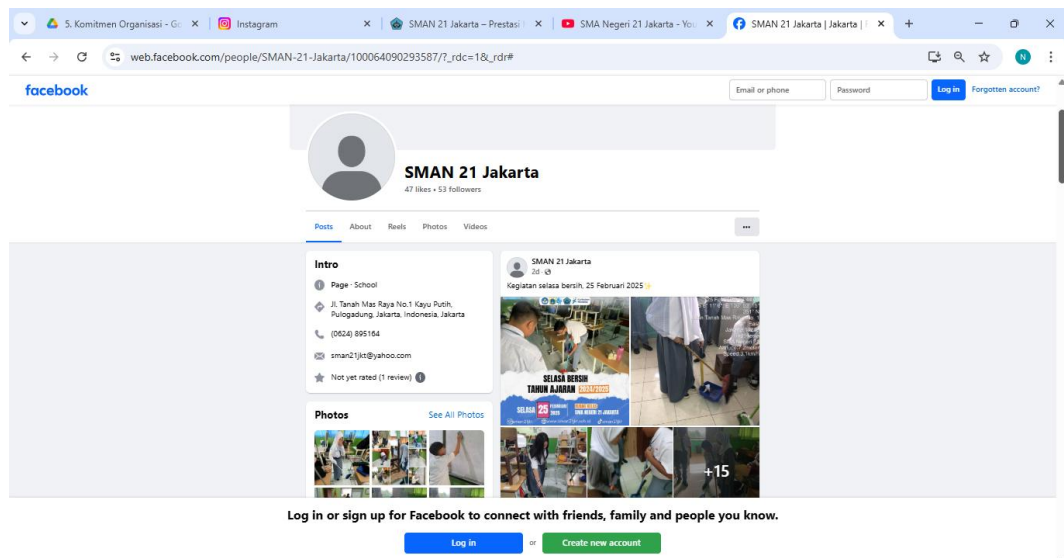 5. Komitmen Organisasi - Go
Instagram
SMAN 21 Jakarta – Prestasi
SMA Negeri 21 Jakarta - You
SMAN 21 Jakarta | Jakarta |
web.facebook.com/people/SMAN-21-Jakarta/100064090293587/?_rdc=1&_rdr#
N
facebook
Email or phone
Password
Log in
Forgotten account?
SMAN 21 Jakarta
47 likes • 53 followers
Posts
About
Reels
Photos
Videos
Intro
Page · School
Jl. Tanah Mas Raya No.1 Kayu Putih,
Pulogadung, Jakarta, Indonesia, Jakarta
(0624) 895164
sman21jkt@yahoo.com
Not yet rated (1 review)
Photos
See All Photos
SMAN 21 Jakarta
2d ·
Kegiatan selasa bersih, 25 Februari 2025
SELASA BERSIH
TAHUN AJARAN 2024/2025
SELASA 25
SMA NEGERI 21 JAKARTA
+15
Log in or sign up for Facebook to connect with friends, family and people you know.
Log in
or
Create new account